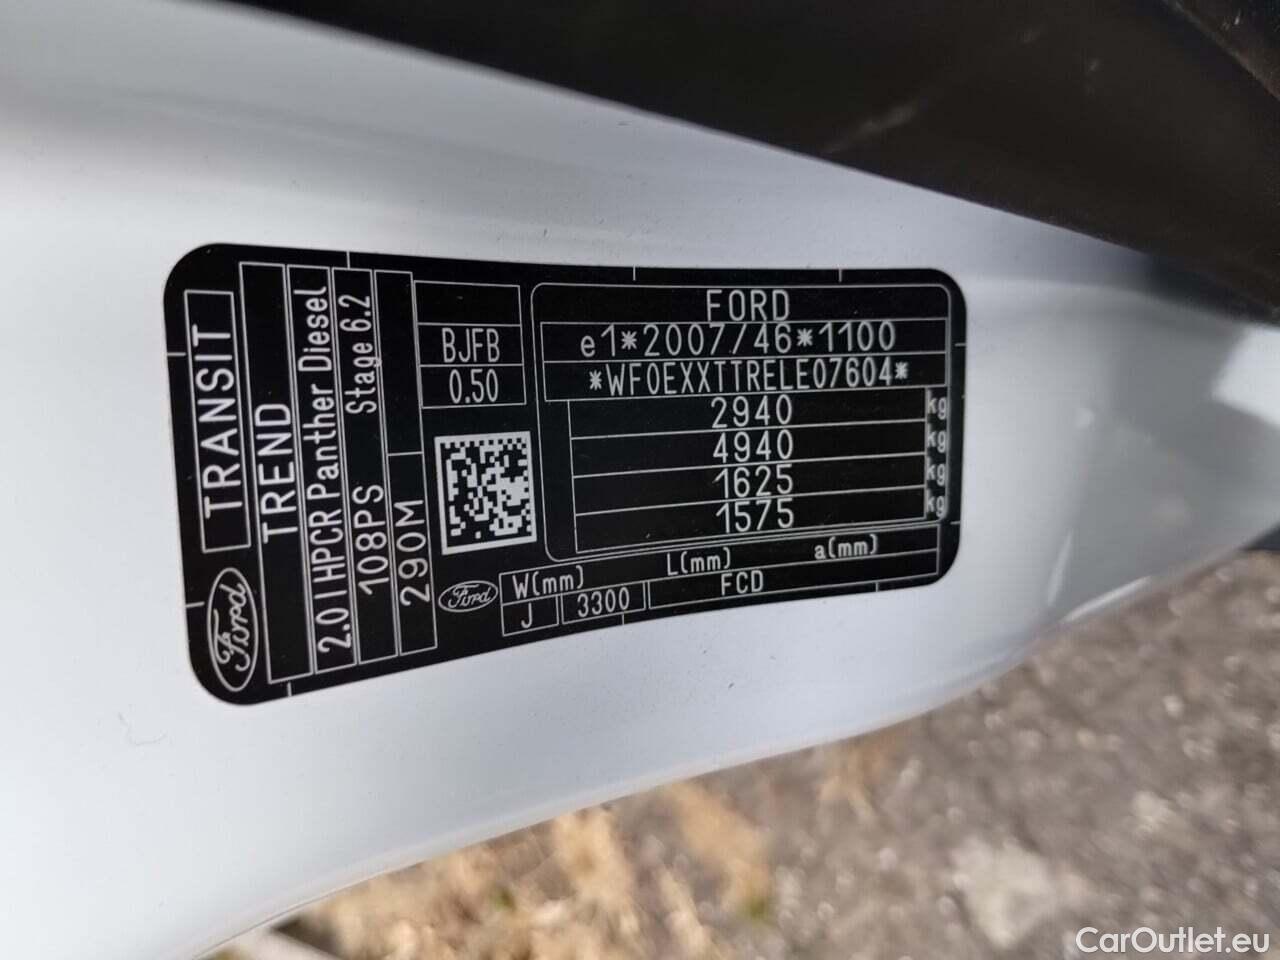 TRANSIT
TREND
2.0 I HPCR Panther Diesel
Stage 6.2
108PS
290M
Ford
BJFB
0.50
Ford
FORD
e1*2007/46*1100
*WF0EXXTTRELE07604*
2940 kg
4940 kg
1625 kg
1575 kg
W(mm) L(mm) a(mm)
J 3300 FCD
CarOutlet.eu